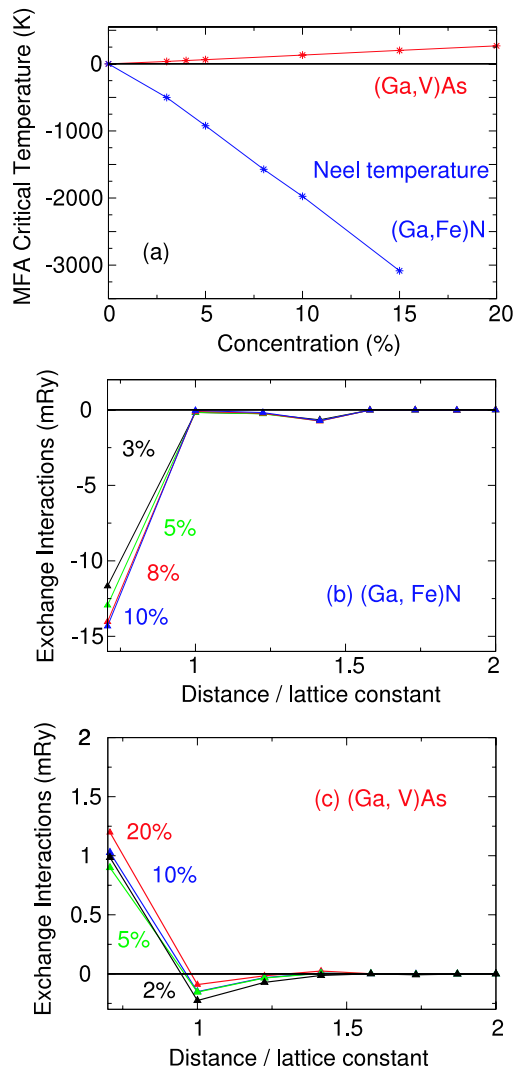 MFA Critical Temperature (K)
0
-1000
-2000
-3000
(Ga,V)As
Neel temperature
(Ga,Fe)N
(a)
0 5 10 15 20
Concentration (%)
Exchange Interactions (mRy)
0
-5
-10
-15
3%
5%
8%
10%
(b) (Ga, Fe)N
1 1.5 2
Distance / lattice constant
Exchange Interactions (mRy)
2
1.5
1
0.5
0
(c) (Ga, V)As
20%
10%
5%
2%
1 1.5 2
Distance / lattice constant